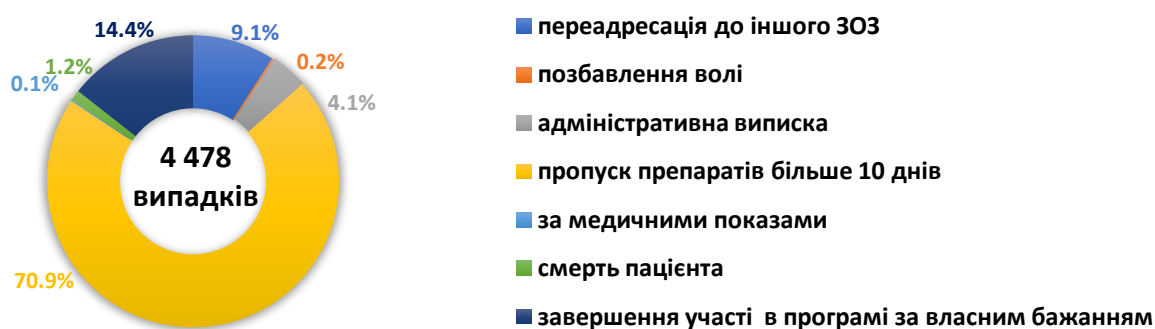 14.4%
9.1%
0.2%
4.1%
1.2%
0.1%
4 478
випадків
70.9%
переадресація до іншого ЗОЗ
позбавлення волі
адміністративна виписка
пропуск препаратів більше 10 днів
за медичними показами
смерть пацієнта
завершення участі в програмі за власним бажанням